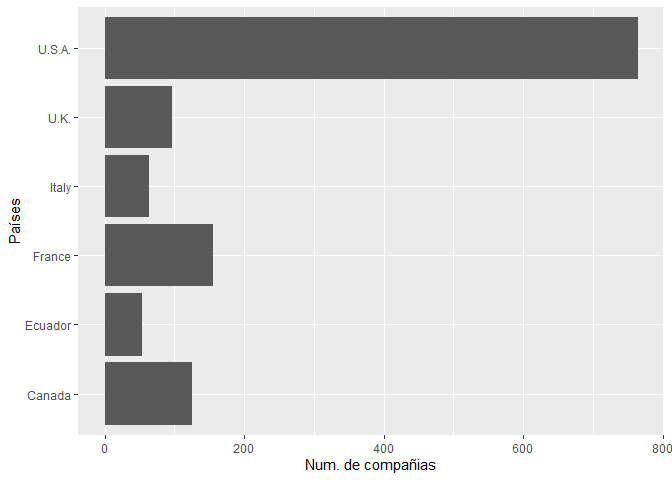 U.S.A.
U.K.
Italy
France
Ecuador
Canada
Países
0
200
400
600
800
Num. de compañias